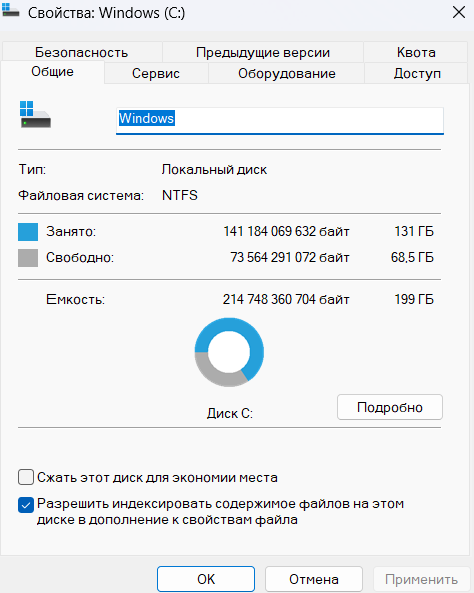 Свойства: Windows (C:)
Безопасность Предыдущие версии Квота
Общие Сервис Оборудование Доступ
Windows
Тип: Локальный диск
Файловая система: NTFS
Занято: 141 184 069 632 байт 131 ГБ
Свободно: 73 564 291 072 байт 68,5 ГБ
Емкость: 214 748 360 704 байт 199 ГБ
Диск C:
Подробно
Сжать этот диск для экономии места
Разрешить индексировать содержимое файлов на этом
диске в дополнение к свойствам файла
OK Отмена Применить